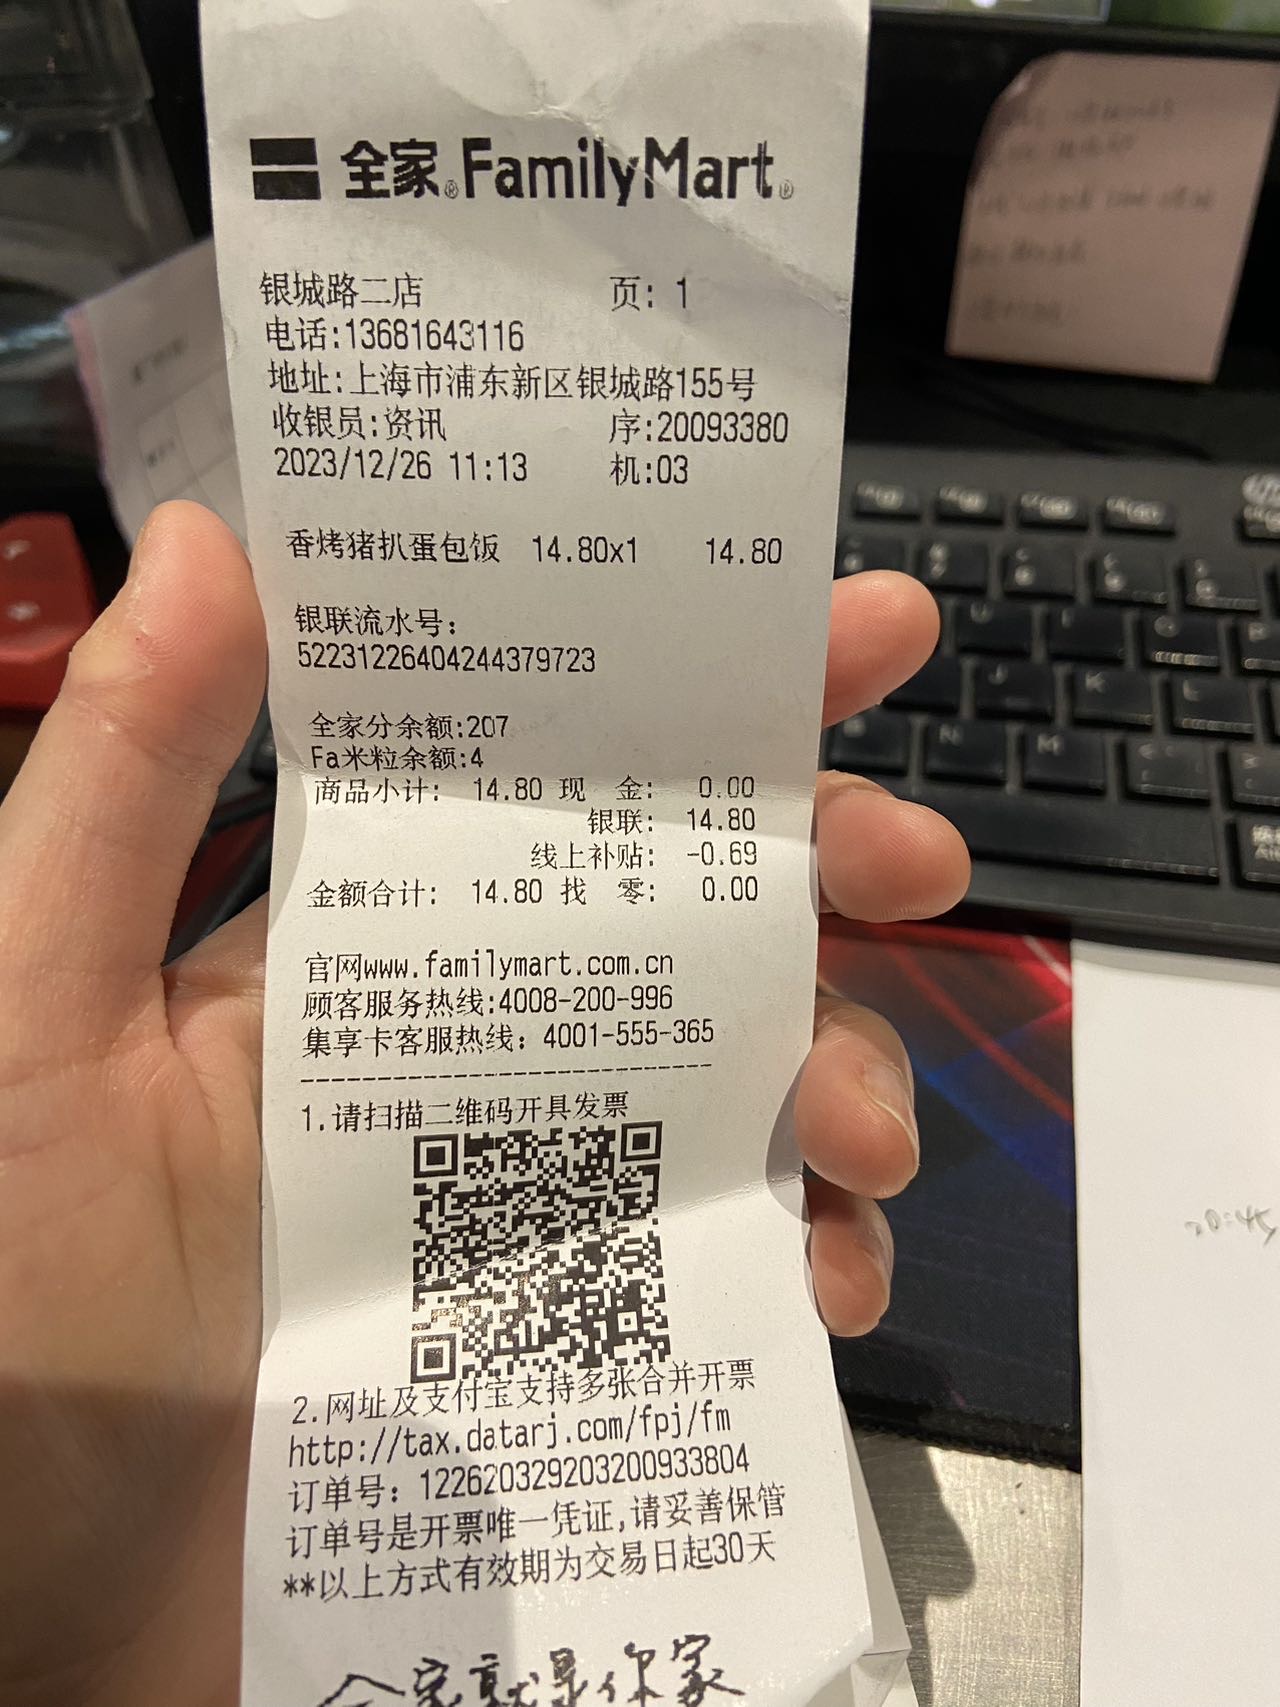 全家® FamilyMart®
银城路二店 页: 1
电话:13681643116
地址:上海市浦东新区银城路155号
收银员:资讯 序:20093380
2023/12/26 11:13 机:03
香烤猪扒蛋包饭 14.80x1 14.80
银联流水号:
52231226404244379723
全家分余额:207
Fa米粒余额:4
商品小计: 14.80 现 金: 0.00
银联: 14.80
线上补贴: -0.69
金额合计: 14.80 找 零: 0.00
官网www.familymart.com.cn
顾客服务热线:4008-200-996
集享卡客服热线: 4001-555-365
1.请扫描二维码开具发票
2.网址及支付宝支持多张合并开票
http://tax.datarj.com/fpj/fm
订单号: 122620329203200933804
订单号是开票唯一凭证,请妥善保管
**以上方式有效期为交易日起30天
全家就是你家
20:45
N
M
J
K
L
U
I
O
P